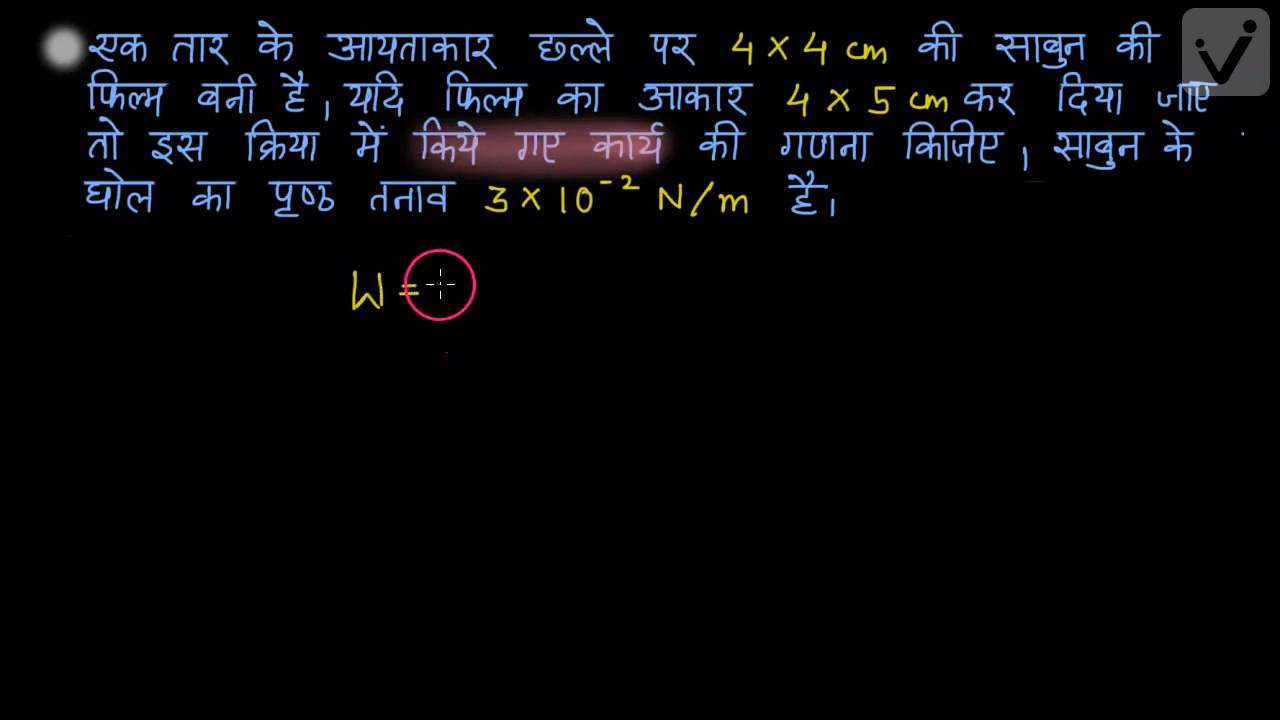 एक तार के आयताकार छल्ले पर 4 × 4 cm की साबुन की
फिल्म बनी है, यदि फिल्म का आकार 4 × 5 cm कर दिया जाए
तो इस क्रिया में किये गए कार्य की गणना किजिए, साबुन के
घोल का पृष्ठ तनाव 3 × 10⁻² N/m है।
W =